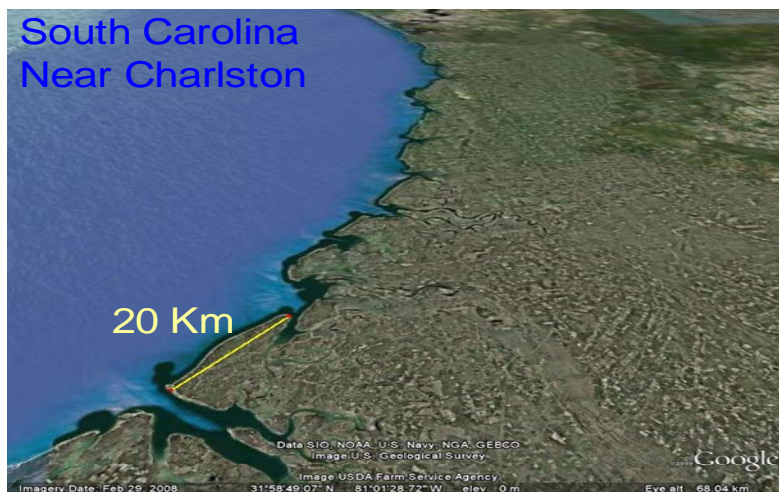 South Carolina
Near Charlston
20 Km
Data SIO, NOAA, U.S. Navy, NGA, GEBCO
Image U.S. Geological Survey
Image USDA Farm Service Agency
Google
Imagery Date: Feb 29, 2008 31°58'49.07" N 81°01'28.72" W elev 0 m Eye alt 68.04 km